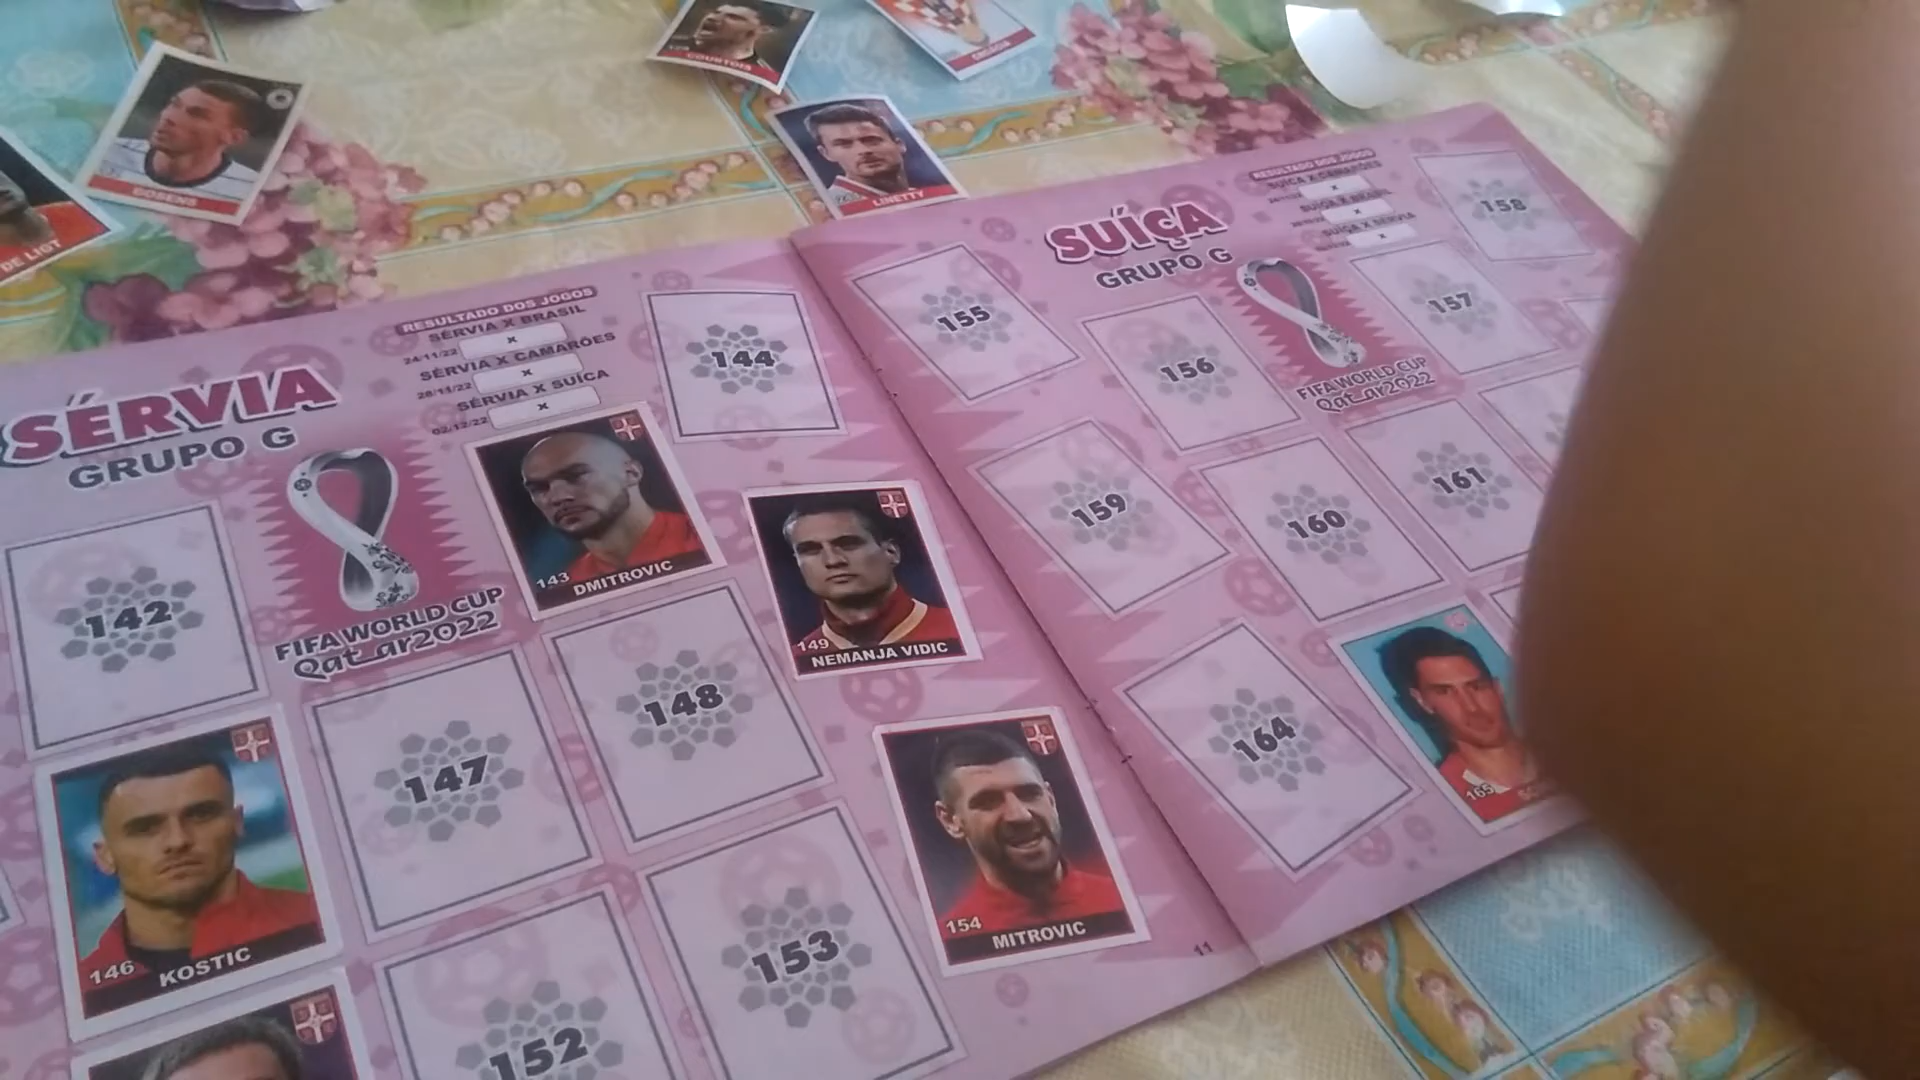 COURTOIS
CROÁCIA
GOSENS
DE LIGT
LINETTY
SÉRVIA
GRUPO G
RESULTADO DOS JOGOS
SÉRVIA X BRASIL
24/11/22 X
SÉRVIA X CAMARÕES
28/11/22 X
SÉRVIA X SUÍÇA
02/12/22 X
FIFA WORLD CUP
Qatar2022
142
143 DMITROVIC
144
146 KOSTIC
147
148
149
NEMANJA VIDIC
152
153
154
MITROVIC
11
SUÍÇA
GRUPO G
RESULTADO DOS JOGOS
SUÍÇA X CAMARÕES
X
SUÍÇA X BRASIL
X
SUÍÇA X SÉRVIA
X
FIFA WORLD CUP
Qatar2022
155
156
157
158
159
160
161
164
165